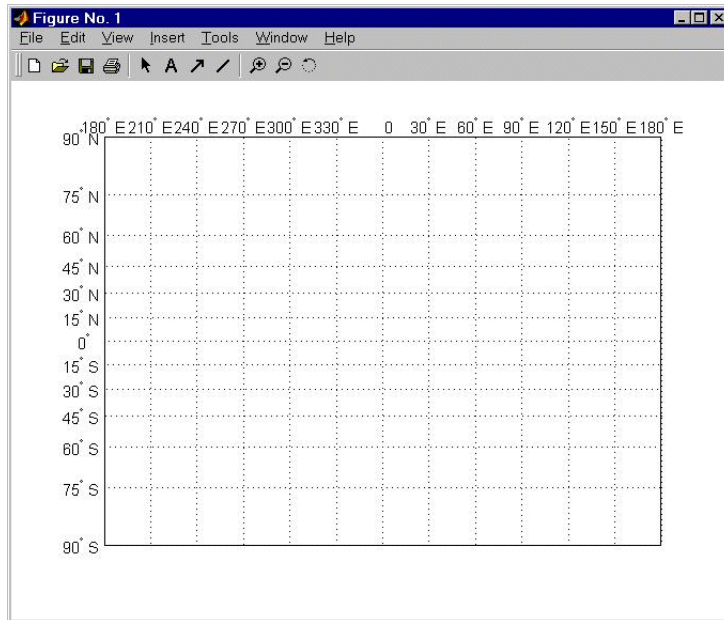 Figure No. 1
File Edit View Insert Tools Window Help
A
180° E 210° E 240° E 270° E 300° E 330° E 0 30° E 60° E 90° E 120° E 150° E 180° E
90° N
75° N
60° N
45° N
30° N
15° N
0°
15° S
30° S
45° S
60° S
75° S
90° S